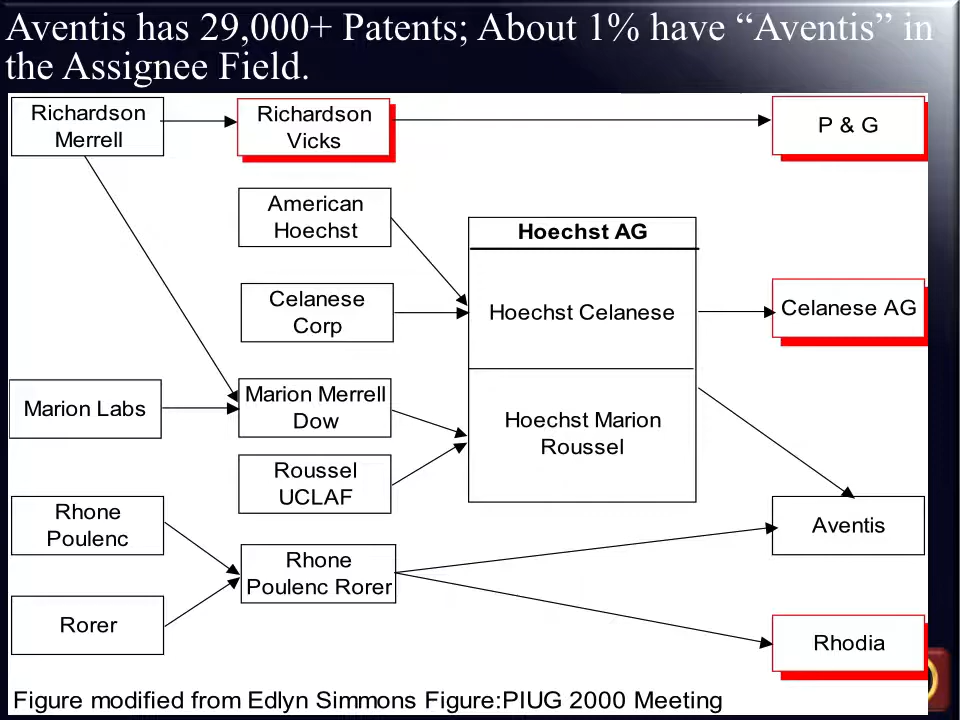 Aventis has 29,000+ Patents; About 1% have “Aventis” in
the Assignee Field.
Richardson
Merrell
Richardson
Vicks
P & G
American
Hoechst
Hoechst AG
Celanese
Corp
Hoechst Celanese
Celanese AG
Marion Labs
Marion Merrell
Dow
Hoechst Marion
Roussel
Roussel
UCLAF
Rhone
Poulenc
Aventis
Rhone
Poulenc Rorer
Rorer
Rhodia
Figure modified from Edlyn Simmons Figure:PIUG 2000 Meeting